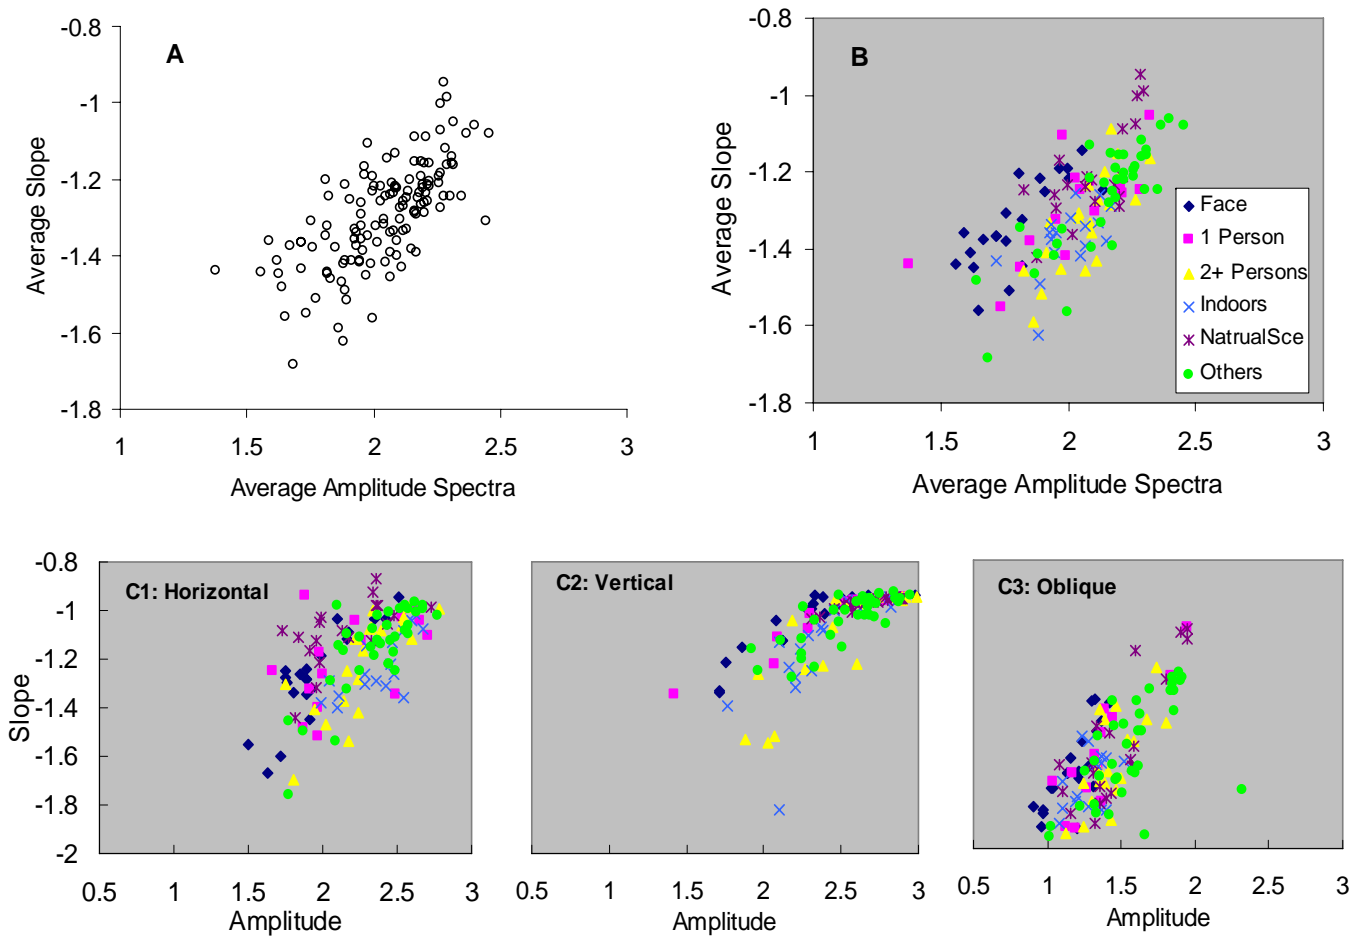 A
-0.8
-1
-1.2
-1.4
-1.6
-1.8
Average Slope
1
1.5
2
2.5
3
Average Amplitude Spectra
B
-0.8
-1
-1.2
-1.4
-1.6
-1.8
Average Slope
1
1.5
2
2.5
3
Average Amplitude Spectra
Face
1 Person
2+ Persons
Indoors
NatrualSce
Others
C1: Horizontal
-0.8
-1
-1.2
-1.4
-1.6
-1.8
-2
Slope
0.5
1
1.5
2
2.5
3
Amplitude
C2: Vertical
0.5
1
1.5
2
2.5
3
Amplitude
C3: Oblique
0.5
1
1.5
2
2.5
3
Amplitude